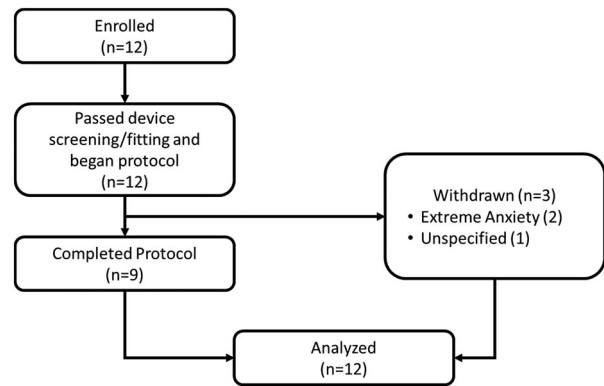 Enrolled
(n=12)
Passed device
screening/fitting and
began protocol
(n=12)
Withdrawn (n=3)
• Extreme Anxiety (2)
• Unspecified (1)
Completed Protocol
(n=9)
Analyzed
(n=12)